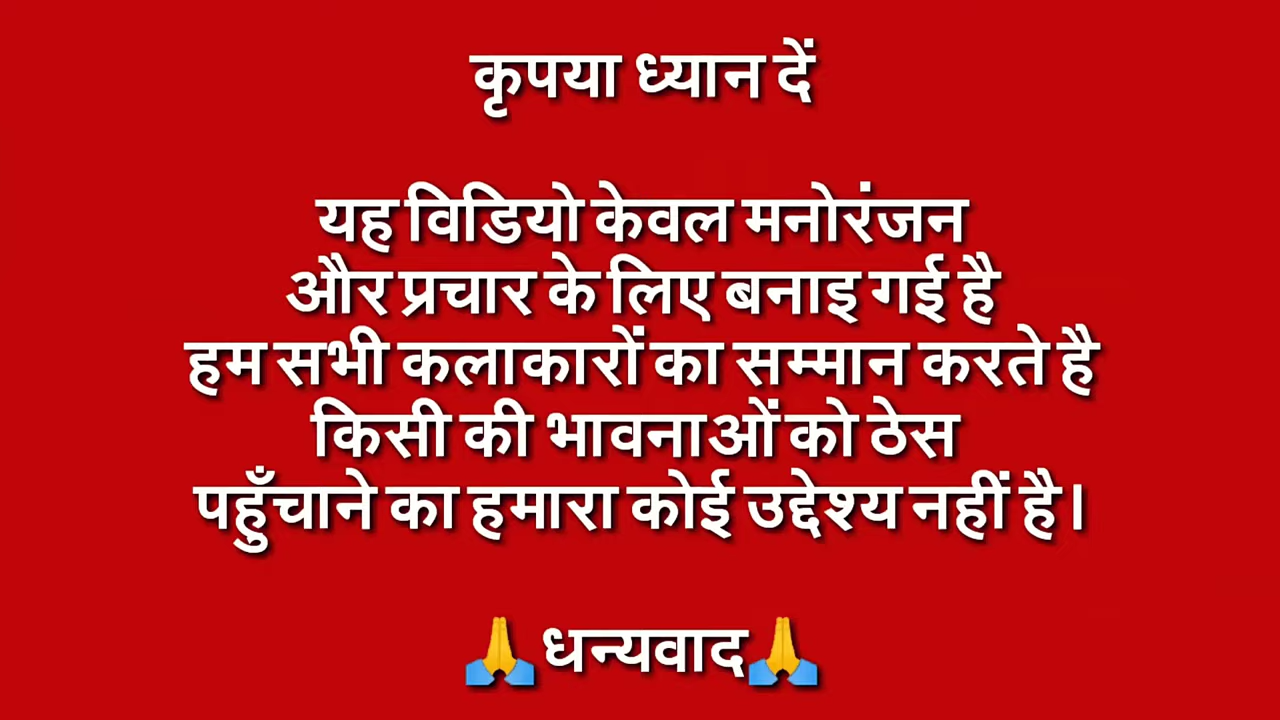 कृपया ध्यान दें
यह विडियो केवल मनोरंजन
और प्रचार के लिए बनाइ गई है
हम सभी कलाकारों का सम्मान करते है
किसी की भावनाओं को ठेस
पहुँचाने का हमारा कोई उद्देश्य नहीं है।
🙏धन्यवाद🙏